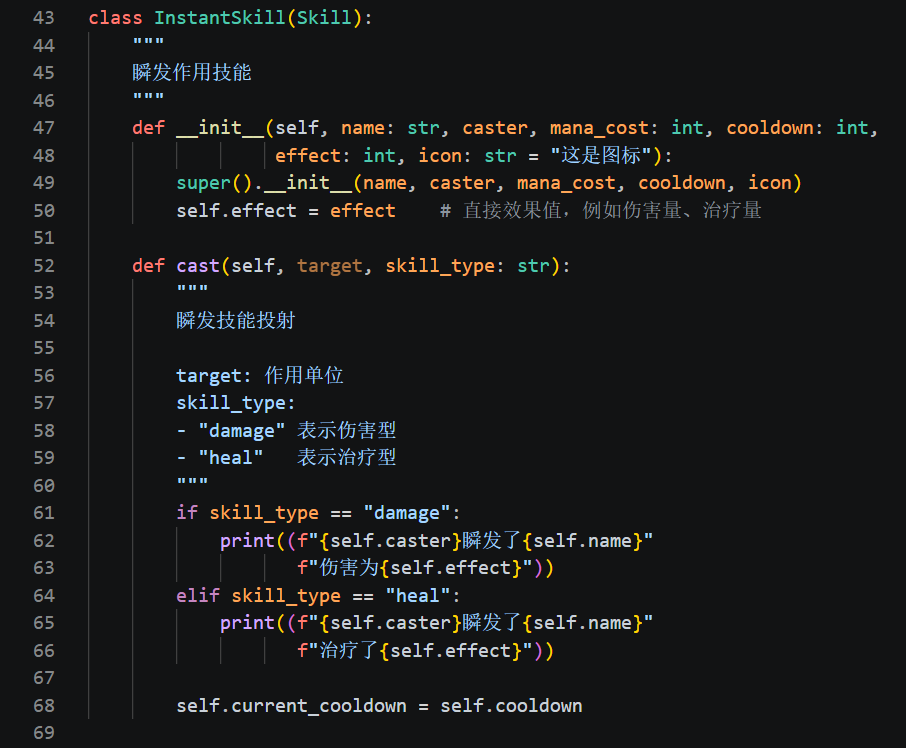 43 class InstantSkill(Skill):
44 """
45 瞬发作用技能
46 """
47 def __init__(self, name: str, caster, mana_cost: int, cooldown: int,
48 effect: int, icon: str = "这是图标"):
49 super().__init__(name, caster, mana_cost, cooldown, icon)
50 self.effect = effect # 直接效果值，例如伤害量、治疗量
51
52 def cast(self, target, skill_type: str):
53 """
54 瞬发技能投射
55
56 target: 作用单位
57 skill_type:
58 - "damage" 表示伤害型
59 - "heal" 表示治疗型
60 """
61 if skill_type == "damage":
62 print((f"{self.caster}瞬发了{self.name}"
63 f"伤害为{self.effect}"))
64 elif skill_type == "heal":
65 print((f"{self.caster}瞬发了{self.name}"
66 f"治疗了{self.effect}"))
67
68 self.current_cooldown = self.cooldown
69